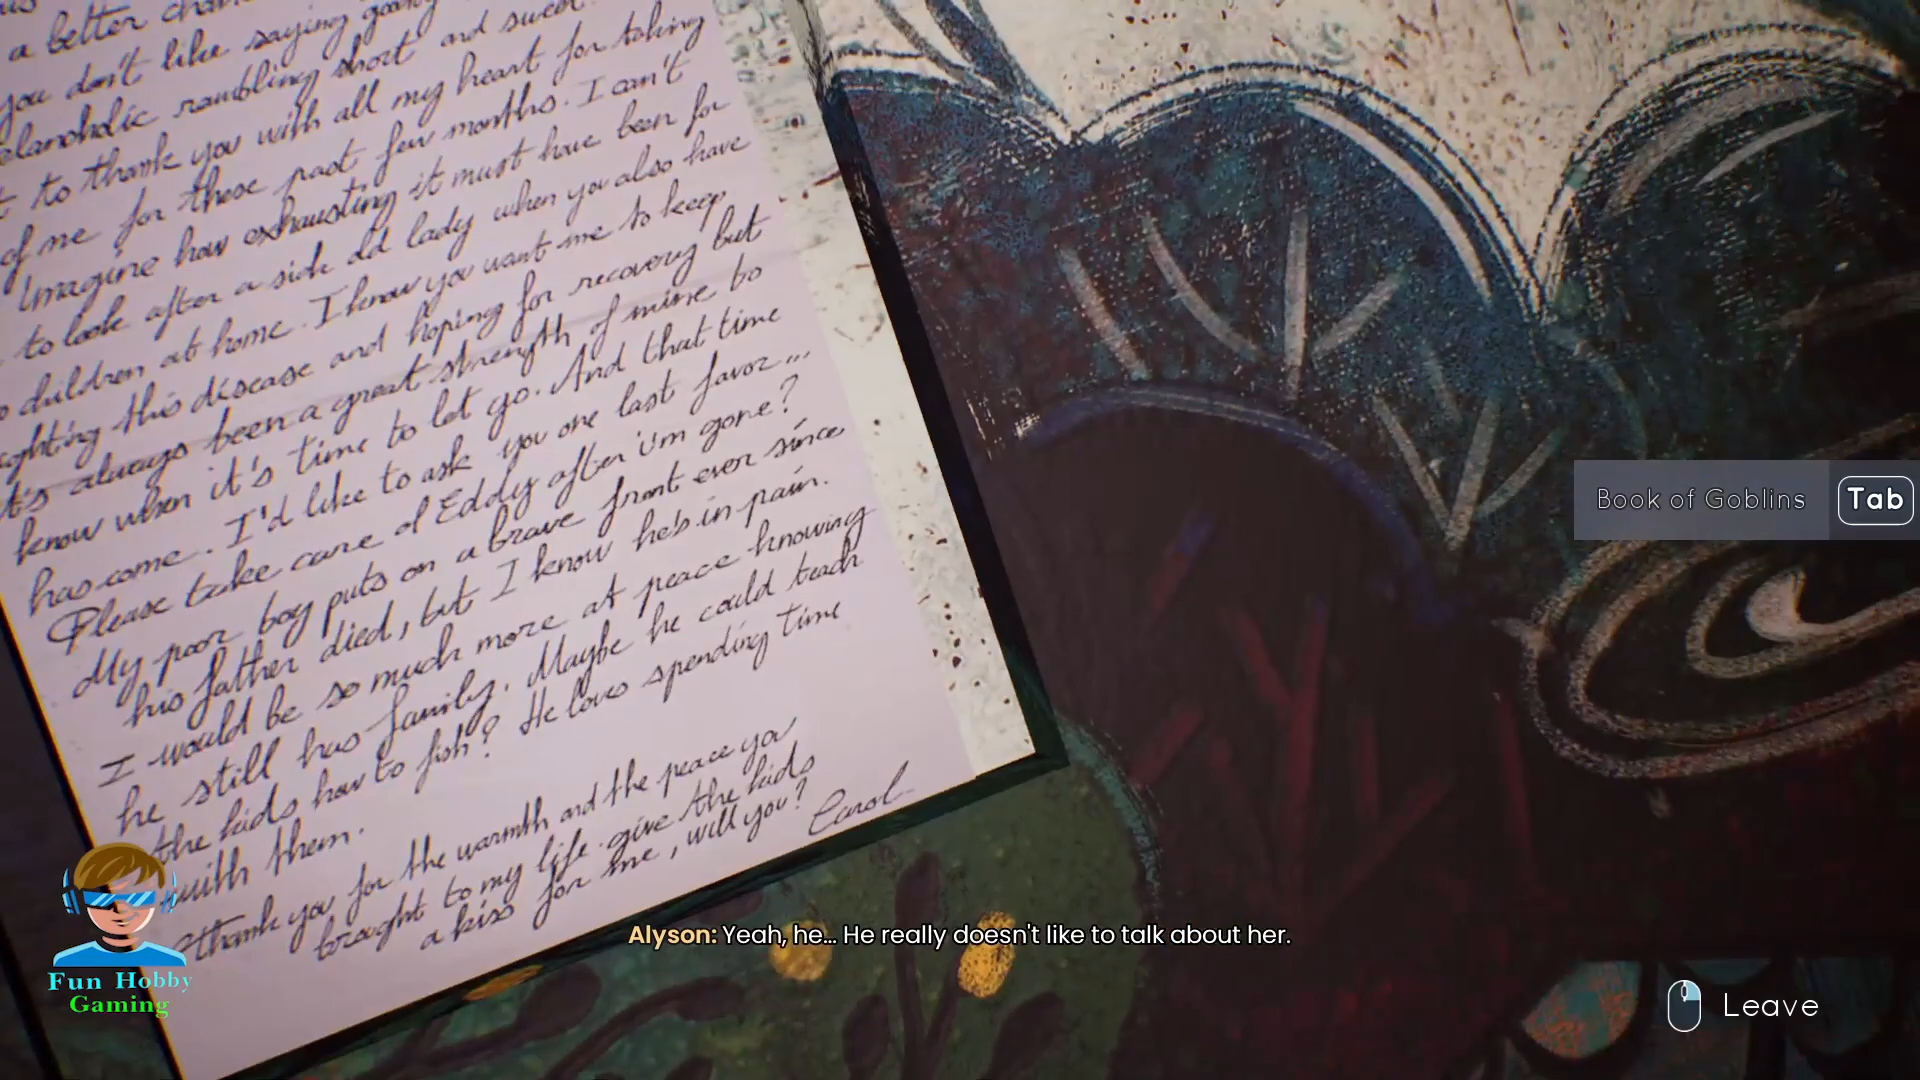 a better
you don't like saying
rambling short and sweet
to thank you with all my heart for taking
of me for these past few months. I can't
imagine how exhausting it must have been for
to look after a sick old lady when you also have
children at home. I know you want me to keep
this disease and hoping for recovery but
it's always been a great strength of mine to
know when it's time to let go. And that time
has come. I'd like to ask you one last favor...
Please take care of Eddy after i'm gone?
My poor boy puts on a brave front ever since
his father died, but I know he's in pain.
I would be so much more at peace knowing
he still has family. Maybe he could teach
the kids how to fish? He loves spending time
with them.
thank you for the warmth and the peace you
brought to my life. give the kids
a kiss for me, will you?
Carol
Book of Goblins
Tab
Alyson: Yeah, he... He really doesn't like to talk about her.
Fun Hobby
Gaming
Leave